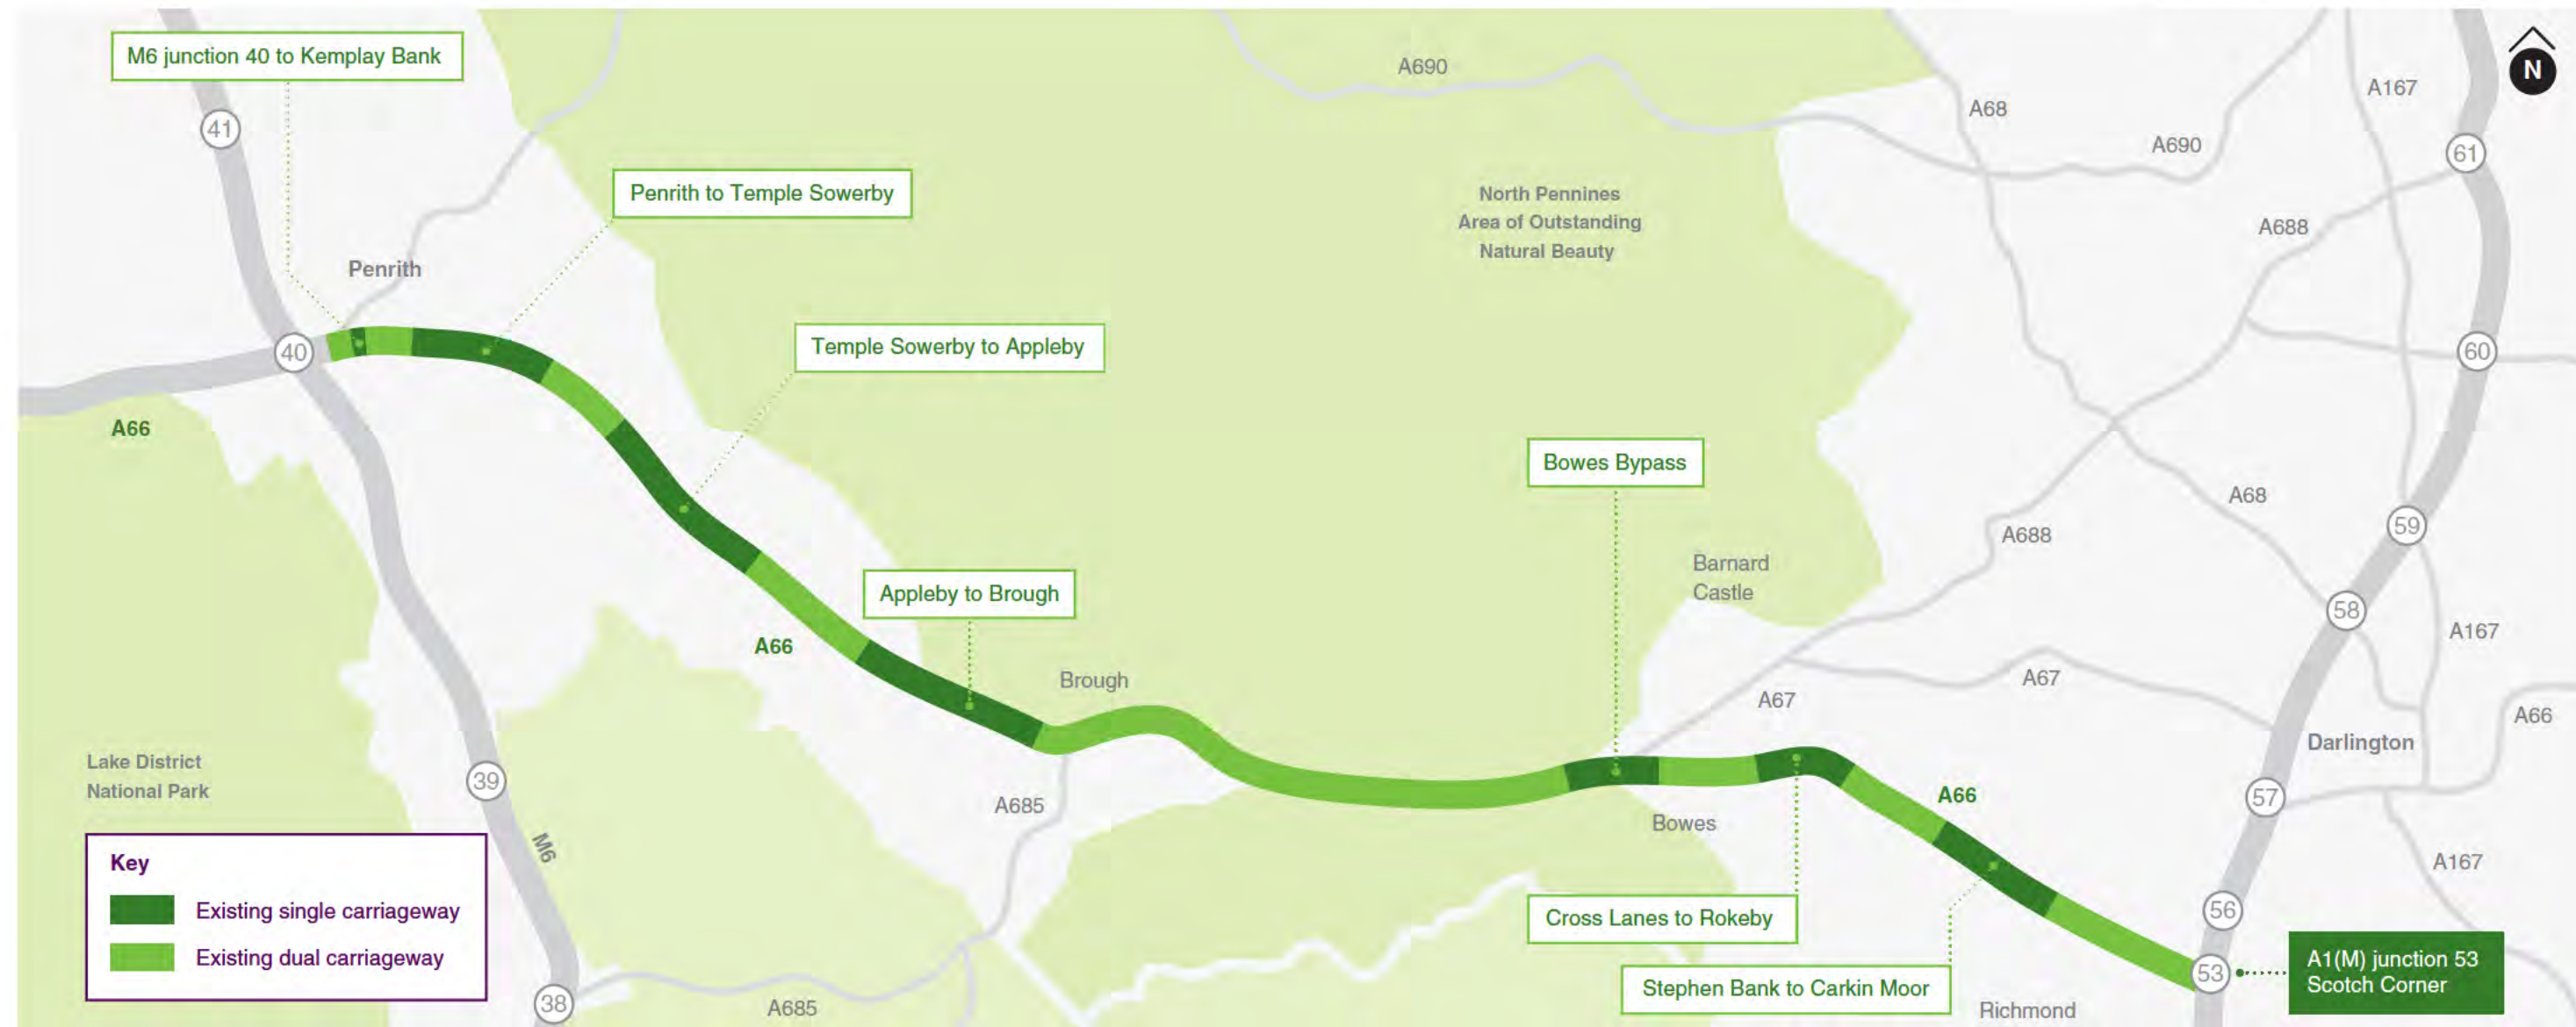 M6 junction 40 to Kemplay Bank
N
A690
A167
A68
41
A690
61
Penrith to Temple Sowerby
North Pennines
Area of Outstanding
Natural Beauty
A688
Penrith
Temple Sowerby to Appleby
40
60
A66
Bowes Bypass
A68
59
A688
Barnard
Castle
Appleby to Brough
58
A167
A66
Brough
A67
A67
A66
Darlington
Lake District
National Park
39
A66
57
A685
Bowes
M6
Key
Existing single carriageway
Existing dual carriageway
A167
56
Cross Lanes to Rokeby
A1(M) junction 53
Scotch Corner
53
Stephen Bank to Carkin Moor
38
A685
Richmond